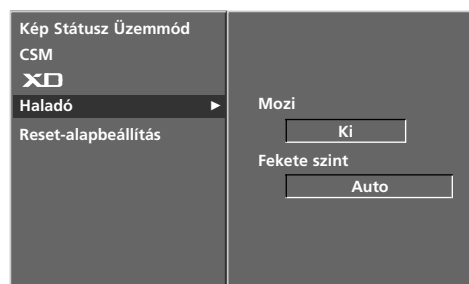 Kép Státusz Üzemmód
CSM
XD
Haladó ►
Reset-alapbeállítás
Mozi
Ki
Fekete szint
Auto